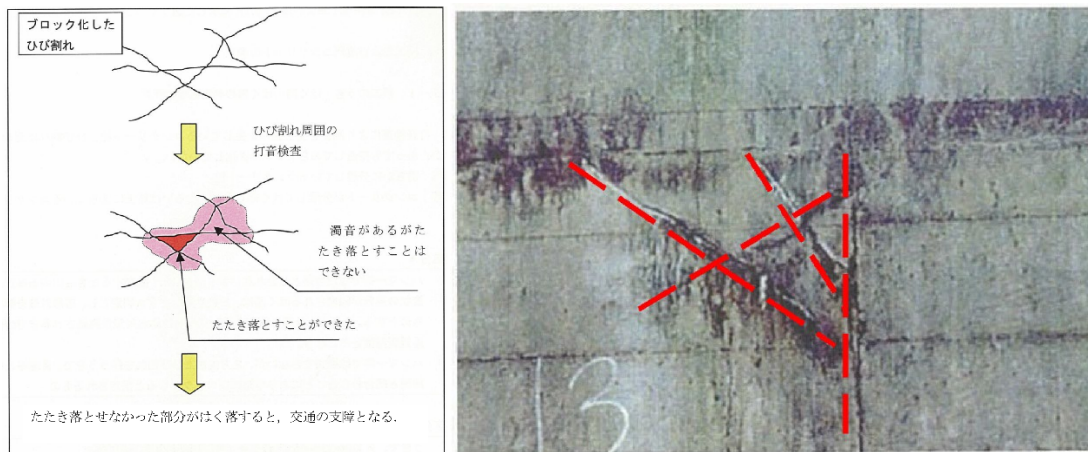 ブロック化した
ひび割れ
ひび割れ周囲の
打音検査
濁音があるがた
たき落とすことは
できない
たたき落とすことができた
たたき落とせなかった部分がはく落すると，交通の支障となる．
13